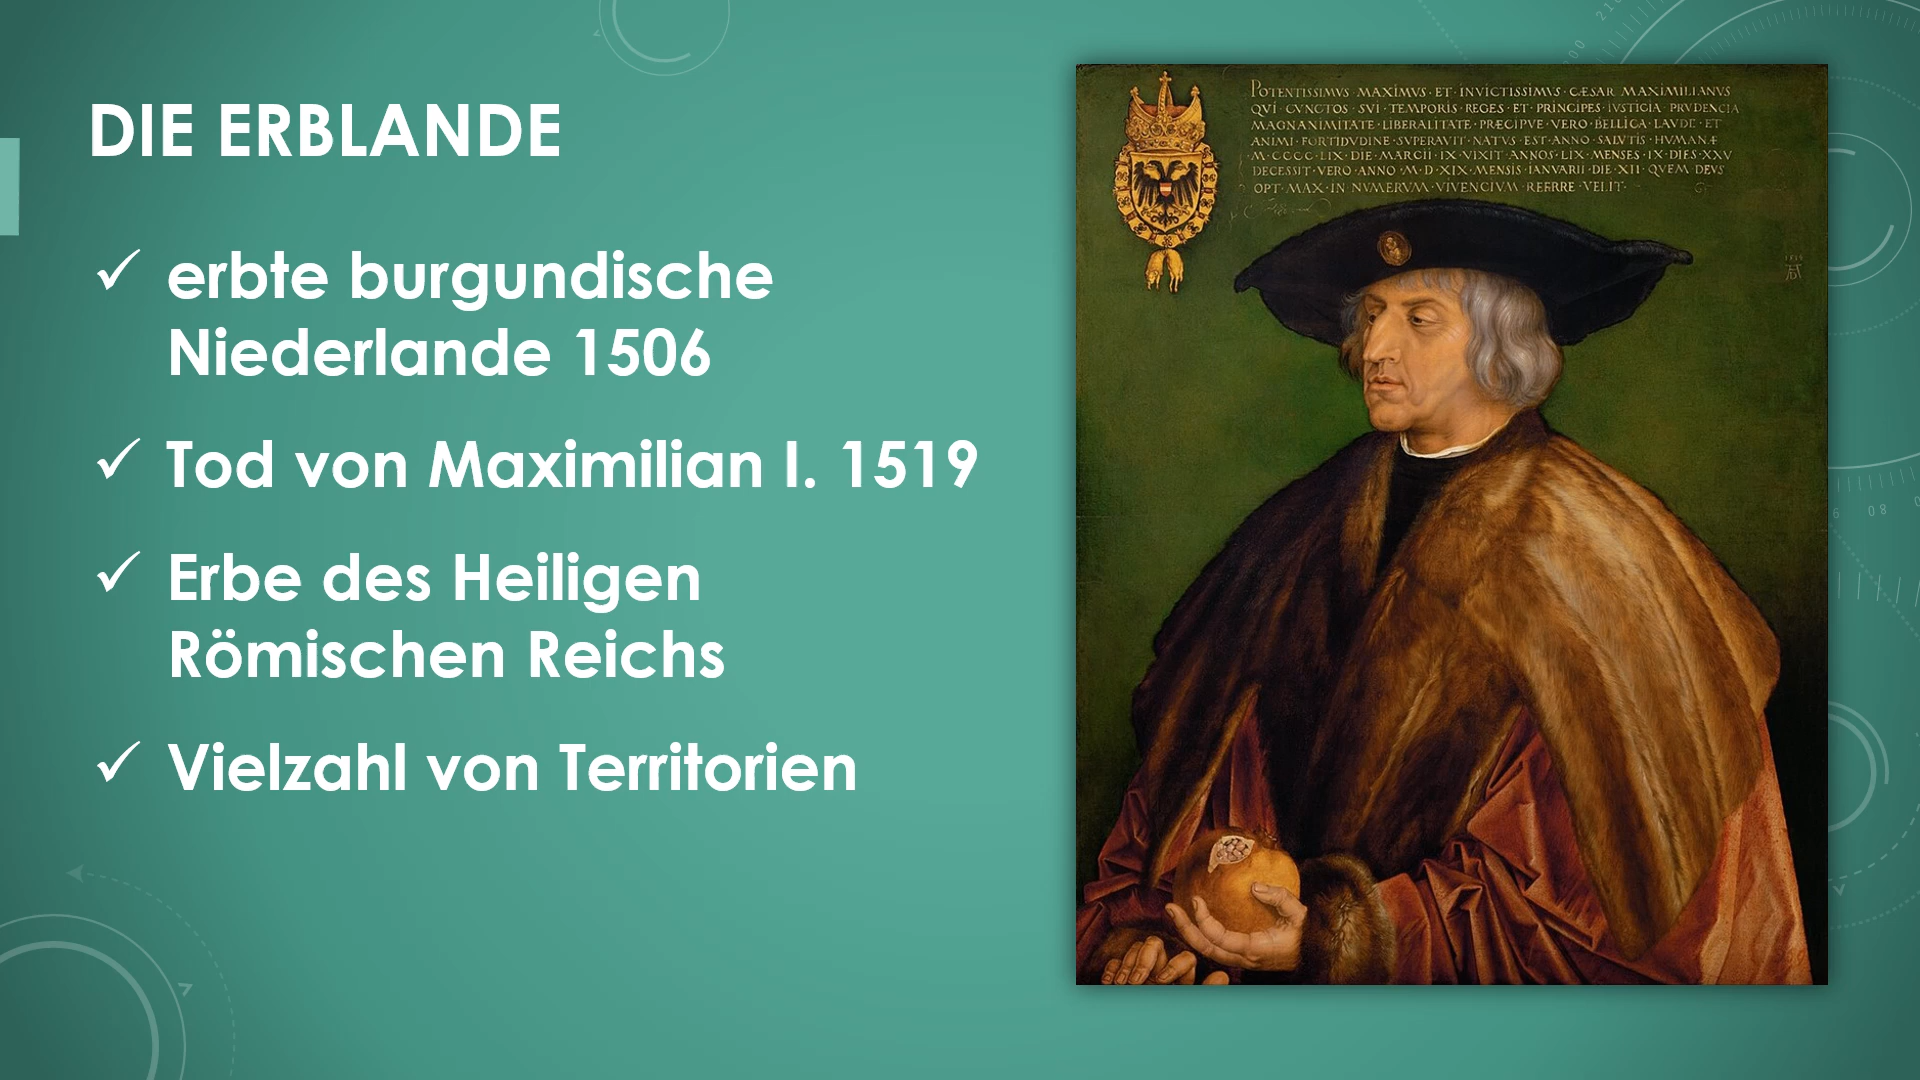 DIE ERBLANDE
✓ erbte burgundische
Niederlande 1506
✓ Tod von Maximilian I. 1519
✓ Erbe des Heiligen
Römischen Reichs
✓ Vielzahl von Territorien
POTENTISSIMVS · MAXIMVS · ET · INVICTISSIMVS · CÆSAR · MAXIMILIANVS
QVI · CVNCTOS · SVI · TEMPORIS · REGES · ET · PRINCIPES · IVSTICIA · PRVDENCIA
MAGNANIMITATE · LIBERALITATE · PRÆCIPVE · VERO · BELLICA · LAVDE · ET
ANIMI · FORTIDVDINE · SVPERAVIT · NATVS · EST · ANNO · SALVTIS · HVMANÆ
M · CCCC · LIX · DIE · MARCII · IX · VIXIT · ANNOS · LIX · MENSES · IX · DIES · XXV
DECESSIT · VERO · ANNO · M · D · XIX · MENSIS · IANVARII · DIE · XII · QVEM DEVS
OPT · MAX · IN · NVMERVM · VIVENCIVM · REFERRE · VELIT ·
1519
AD